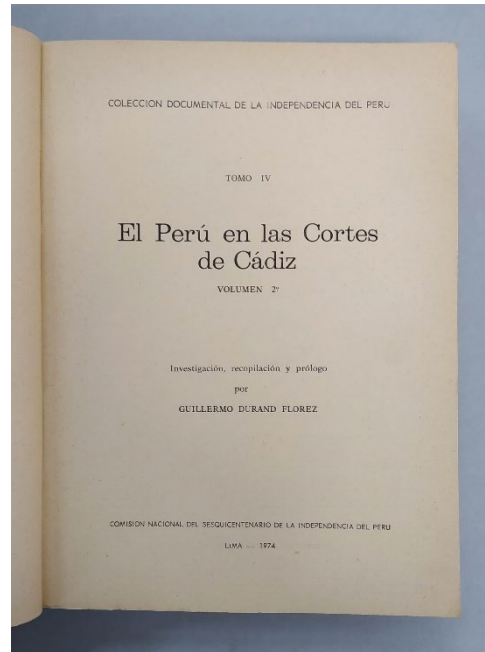 COLECCION DOCUMENTAL DE LA INDEPENDENCIA DEL PERU
TOMO IV
El Perú en las Cortes
de Cádiz
VOLUMEN 2º
Investigación, recopilación y prólogo
por
GUILLERMO DURAND FLOREZ
COMISION NACIONAL DEL SESQUICENTENARIO DE LA INDEPENDENCIA DEL PERU
LIMA — 1974